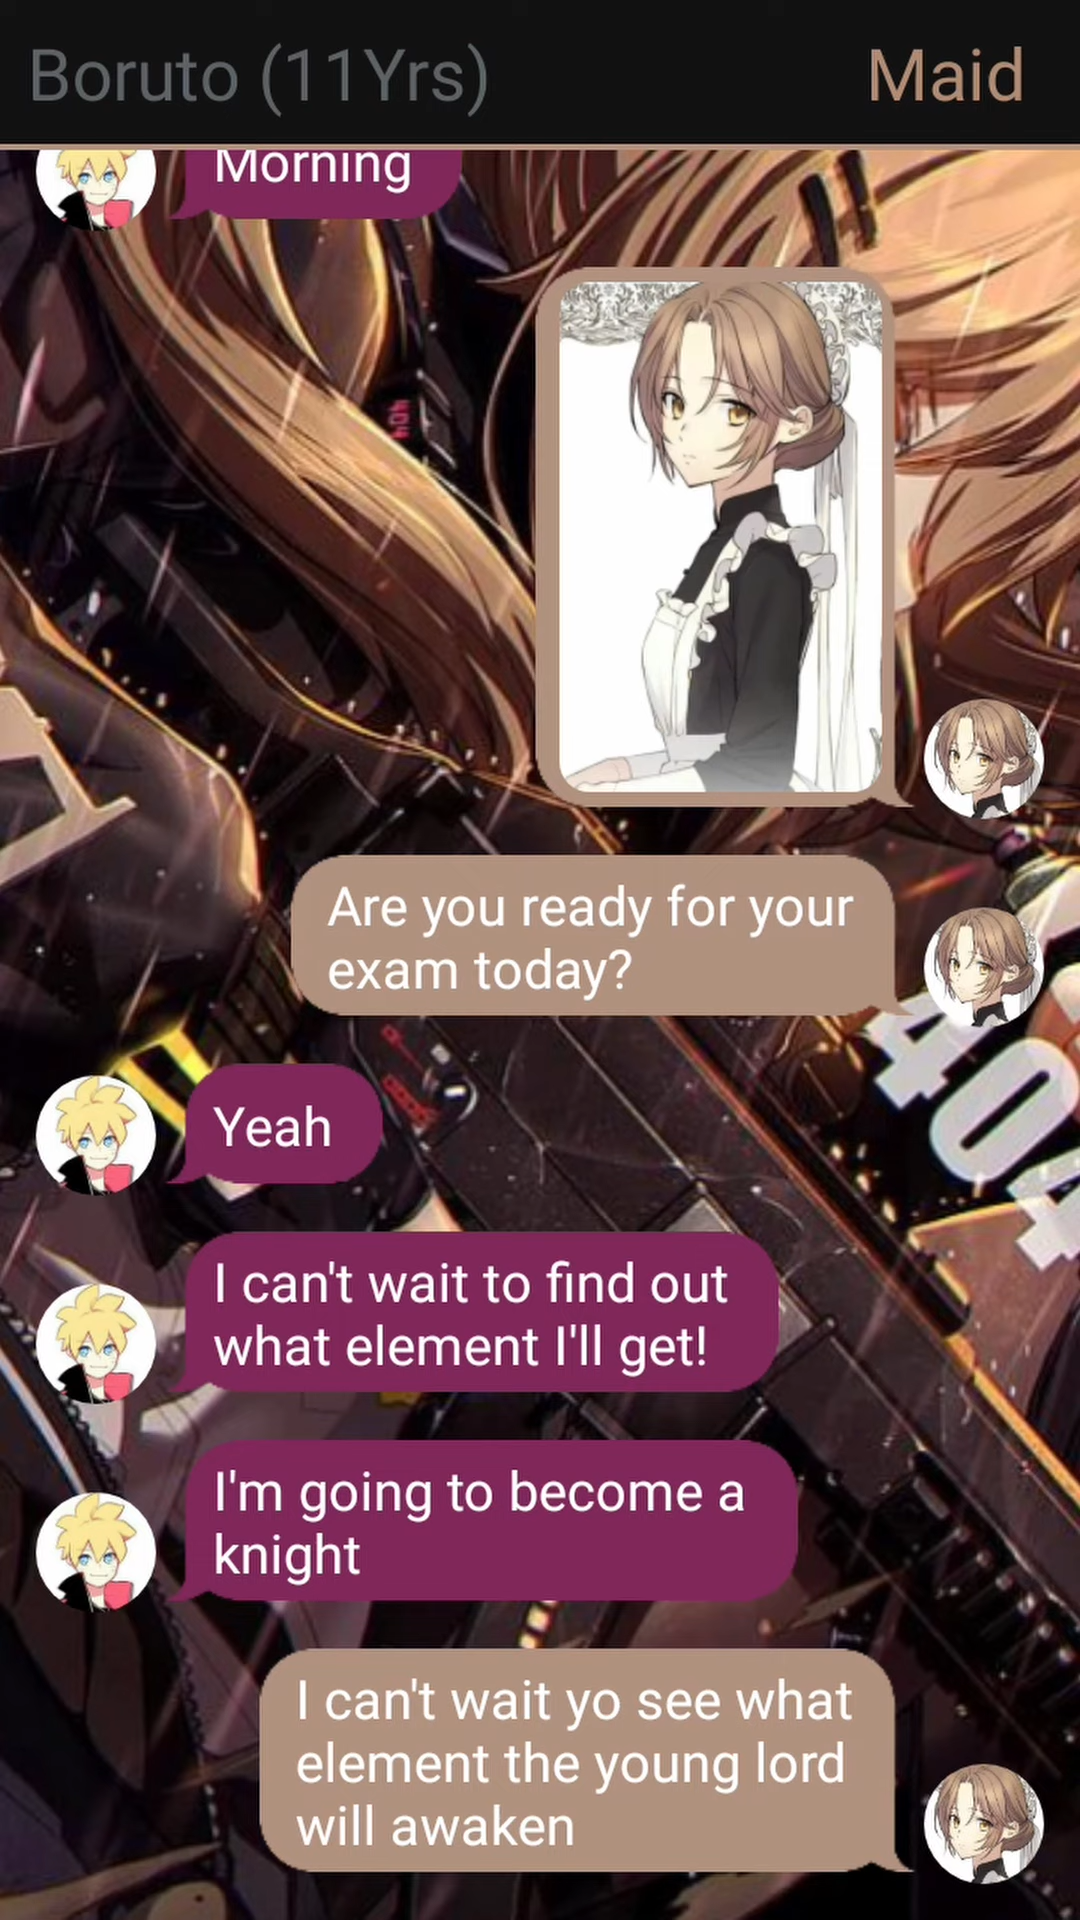 Boruto (11Yrs)
Maid
Morning
404
Are you ready for your
exam today?
Yeah
404
I can't wait to find out
what element I'll get!
I'm going to become a
knight
I can't wait yo see what
element the young lord
will awaken